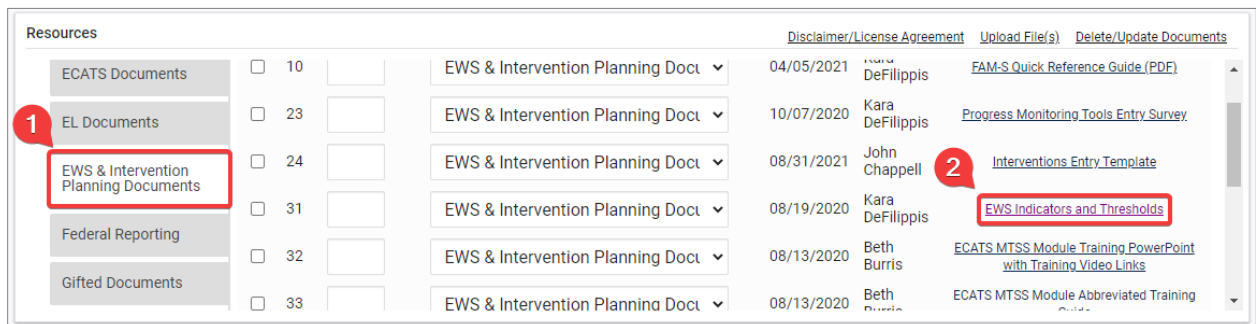 Resources
Disclaimer/License Agreement Upload File(s) Delete/Update Documents
ECATS Documents
EL Documents
1
EWS & Intervention
Planning Documents
Federal Reporting
Gifted Documents
10 EWS & Intervention Planning Docu 04/05/2021 Kara
DeFilippis
FAM-S Quick Reference Guide (PDF)
23 EWS & Intervention Planning Docu 10/07/2020 Kara
DeFilippis
Progress Monitoring Tools Entry Survey
24 EWS & Intervention Planning Docu 08/31/2021 John
Chappell
2
Interventions Entry Template
31 EWS & Intervention Planning Docu 08/19/2020 Kara
DeFilippis
EWS Indicators and Thresholds
32 EWS & Intervention Planning Docu 08/13/2020 Beth
Burris
ECATS MTSS Module Training PowerPoint
with Training Video Links
33 EWS & Intervention Planning Docu 08/13/2020 Beth
Burris
ECATS MTSS Module Abbreviated Training
Guide